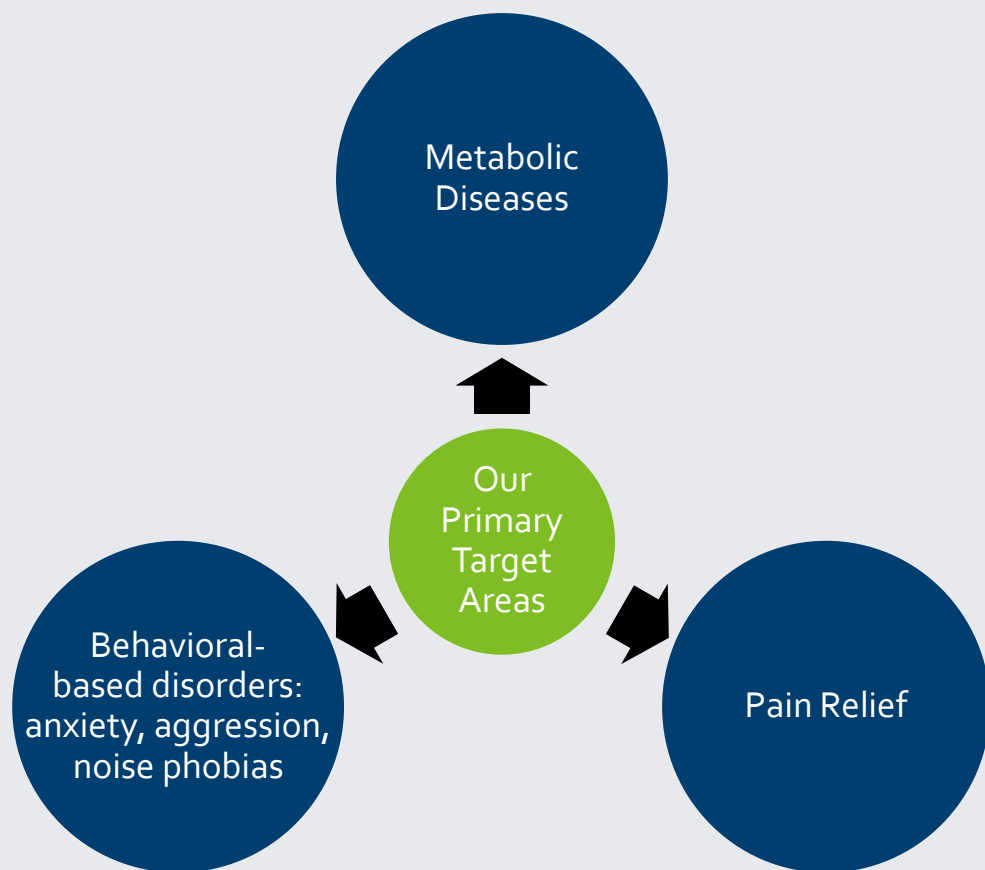 Metabolic
Diseases
Our
Primary
Target
Areas
Behavioral-
based disorders:
anxiety, aggression,
noise phobias
Pain Relief